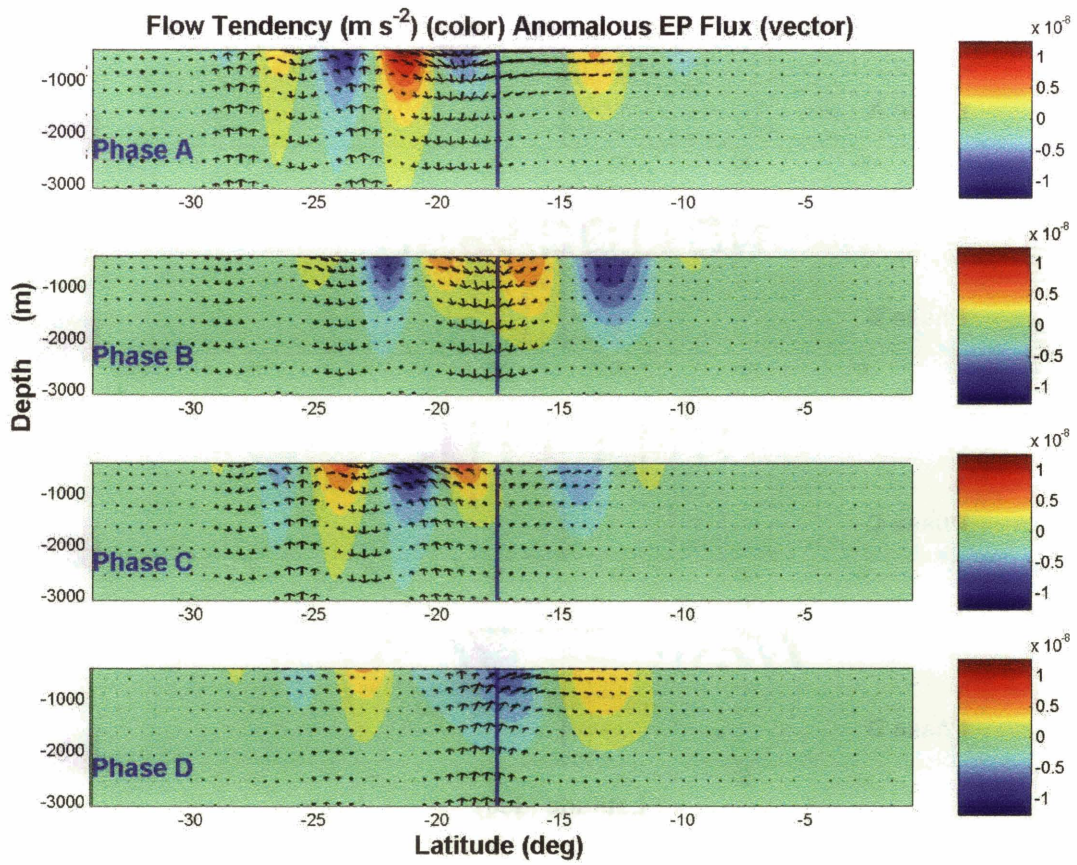 Flow Tendency (m s-2) (color) Anomalous EP Flux (vector)
x 10-8
-1000
-2000
-3000
Phase A
1
0.5
0
-0.5
-1
-30 -25 -20 -15 -10 -5
x 10-8
-1000
-2000
-3000
Phase B
1
0.5
0
-0.5
-1
-30 -25 -20 -15 -10 -5
Depth (m)
x 10-8
-1000
-2000
-3000
Phase C
1
0.5
0
-0.5
-1
-30 -25 -20 -15 -10 -5
x 10-8
-1000
-2000
-3000
Phase D
1
0.5
0
-0.5
-1
-30 -25 -20 -15 -10 -5
Latitude (deg)